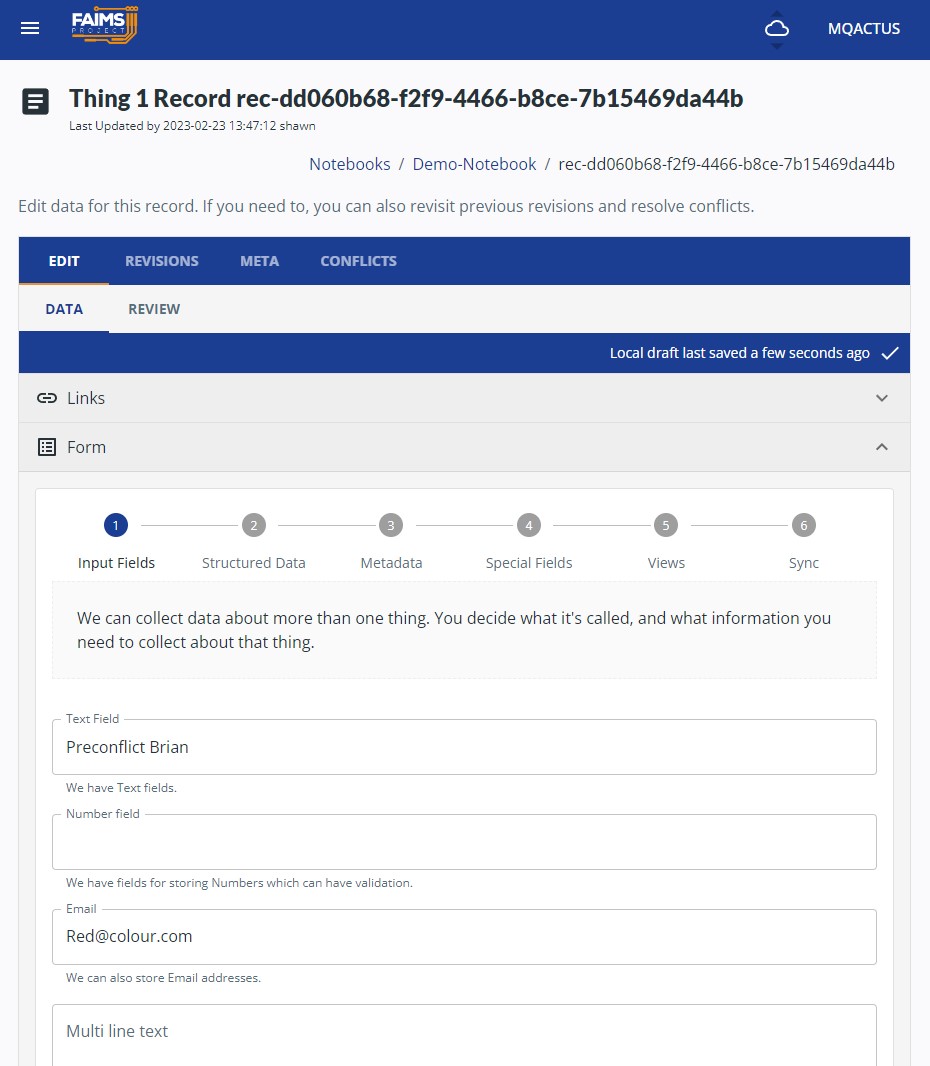 FAIMS
PROJECT
MQACTUS
Thing 1 Record rec-dd060b68-f2f9-4466-b8ce-7b15469da44b
Last Updated by 2023-02-23 13:47:12 shawn
Notebooks / Demo-Notebook / rec-dd060b68-f2f9-4466-b8ce-7b15469da44b
Edit data for this record. If you need to, you can also revisit previous revisions and resolve conflicts.
EDIT REVISIONS META CONFLICTS
DATA REVIEW
Local draft last saved a few seconds ago
Links
Form
1 2 3 4 5 6
Input Fields Structured Data Metadata Special Fields Views Sync
We can collect data about more than one thing. You decide what it's called, and what information you
need to collect about that thing.
Text Field
Preconflict Brian
We have Text fields.
Number field
We have fields for storing Numbers which can have validation.
Email
Red@colour.com
We can also store Email addresses.
Multi line text